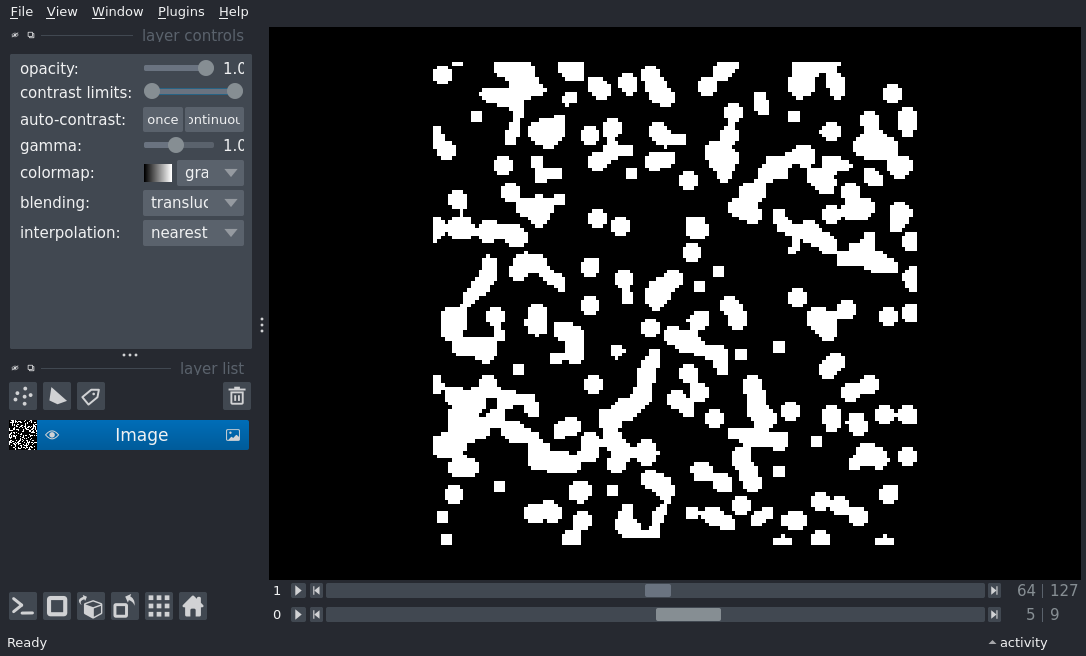 File View Window Plugins Help
layer controls
opacity: 1.0
contrast limits:
auto-contrast: once ontinuou
gamma: 1.0
colormap: gra
blending: transluc
interpolation: nearest
layer list
Image
1 64 | 127
0 5 | 9
Ready activity